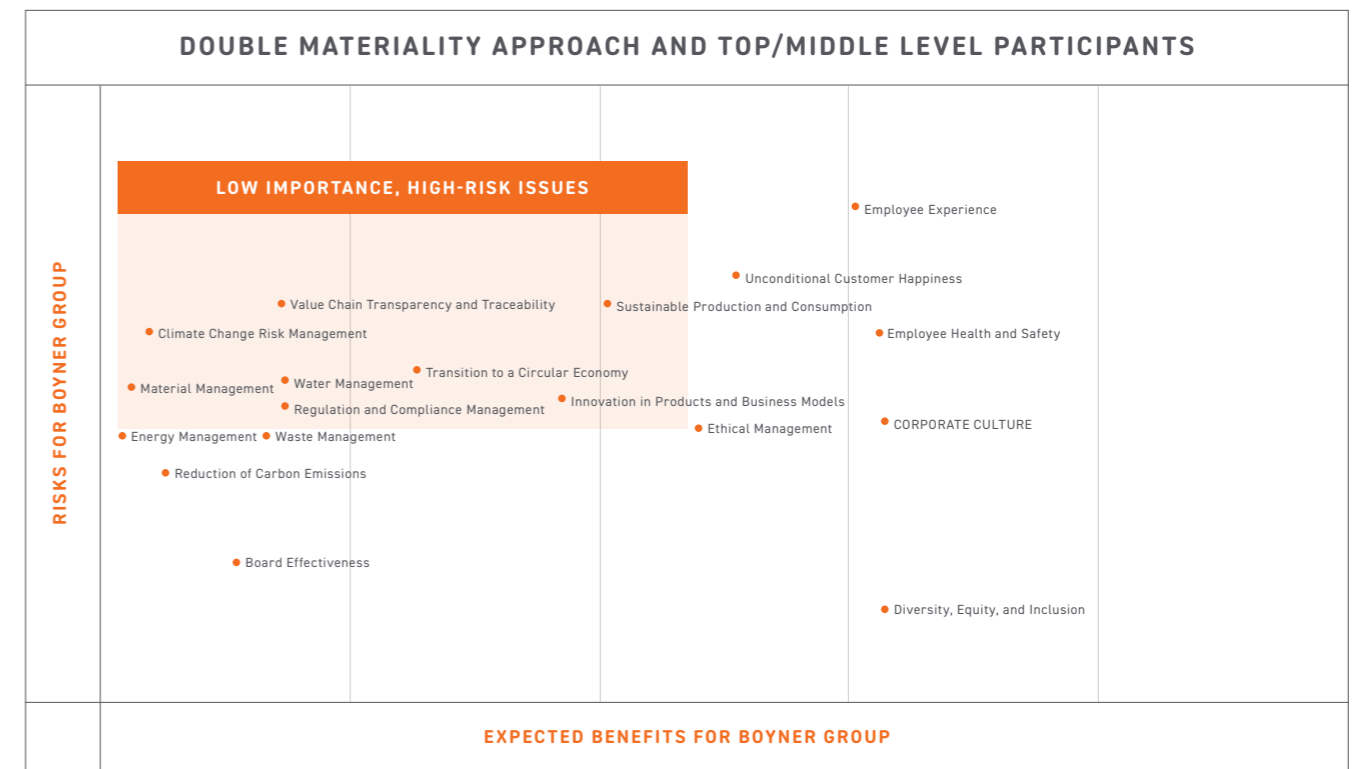 DOUBLE MATERIALITY APPROACH AND TOP/MIDDLE LEVEL PARTICIPANTS
RISKS FOR BOYNER GROUP
LOW IMPORTANCE, HIGH-RISK ISSUES
Employee Experience
Unconditional Customer Happiness
Value Chain Transparency and Traceability
Sustainable Production and Consumption
Climate Change Risk Management
Employee Health and Safety
Transition to a Circular Economy
Water Management
Material Management
Innovation in Products and Business Models
Regulation and Compliance Management
CORPORATE CULTURE
Ethical Management
Energy Management
Waste Management
Reduction of Carbon Emissions
Board Effectiveness
Diversity, Equity, and Inclusion
EXPECTED BENEFITS FOR BOYNER GROUP